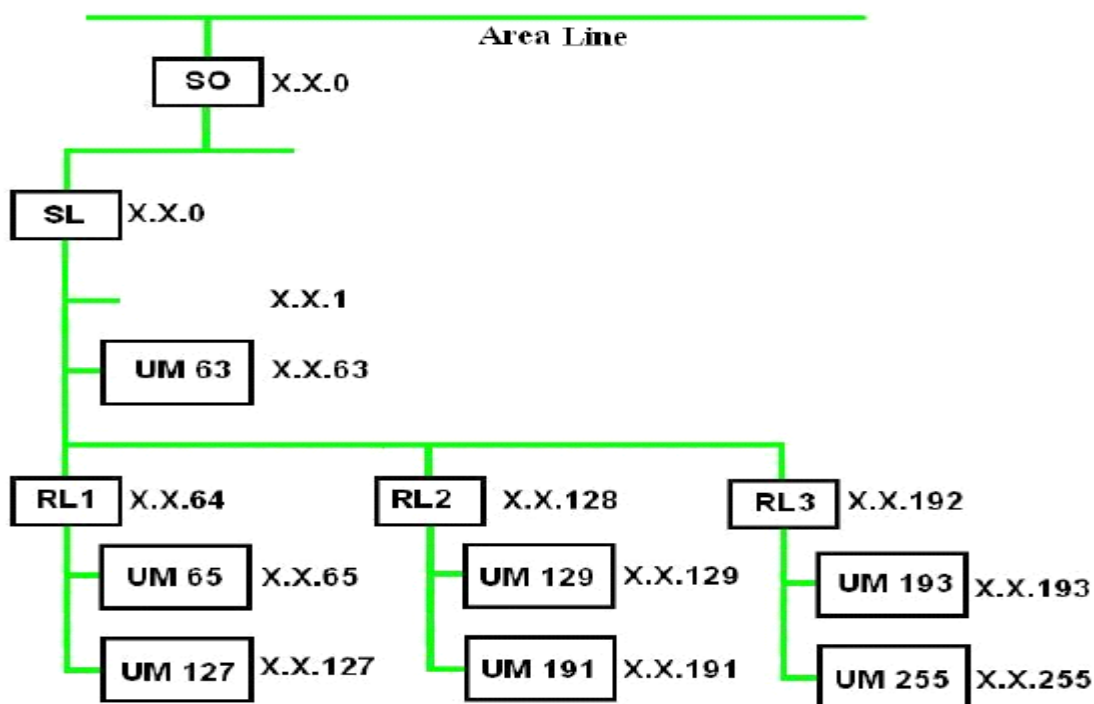 Area Line
SO X.X.0
SL X.X.0
X.X.1
UM 63 X.X.63
RL1 X.X.64 RL2 X.X.128 RL3 X.X.192
UM 65 X.X.65 UM 129 X.X.129 UM 193 X.X.193
UM 127 X.X.127 UM 191 X.X.191 UM 255 X.X.255